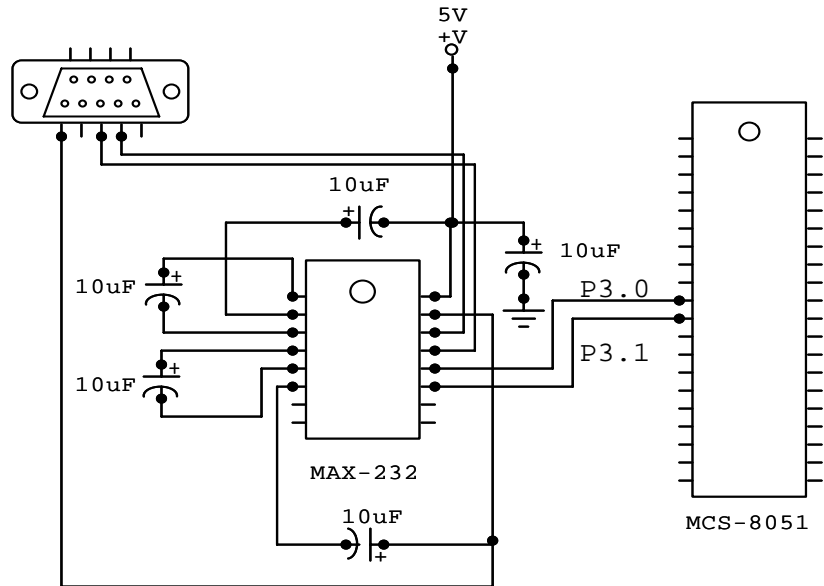 5V
+V
10uF
+
+
10uF
+
10uF
P3.0
+
10uF
P3.1
MAX-232
10uF
+
MCS-8051